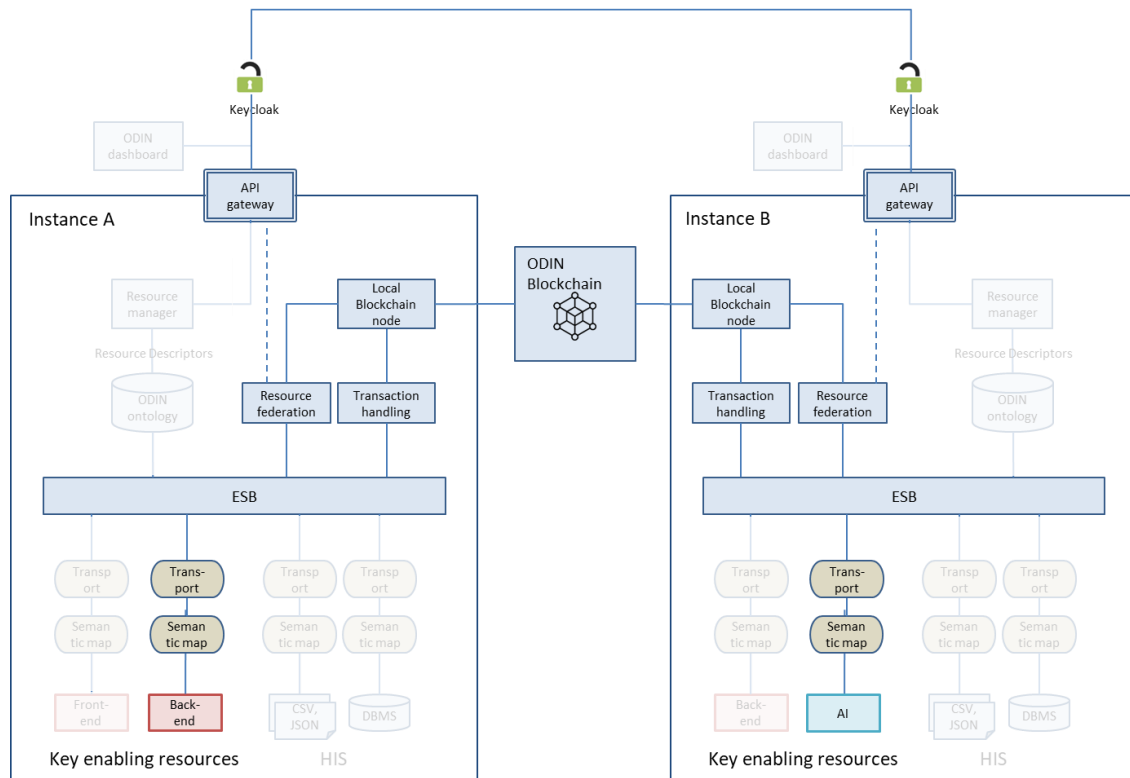 Keycloak
Keycloak
ODIN
dashboard
ODIN
dashboard
API
gateway
API
gateway
Instance A
Instance B
ODIN
Blockchain
Resource
manager
Local
Blockchain
node
Local
Blockchain
node
Resource
manager
Resource Descriptors
Resource Descriptors
ODIN
ontology
Resource
federation
Transaction
handling
Transaction
handling
Resource
federation
ODIN
ontology
ESB
ESB
Transp
ort
Trans-
port
Transp
ort
Transp
ort
Transp
ort
Trans-
port
Transp
ort
Transp
ort
Seman
tic map
Seman
tic map
Seman
tic map
Seman
tic map
Seman
tic map
Seman
tic map
Seman
tic map
Seman
tic map
Front-
end
Back-
end
CSV,
JSON
DBMS
Back-
end
AI
CSV,
JSON
DBMS
Key enabling resources
HIS
Key enabling resources
HIS